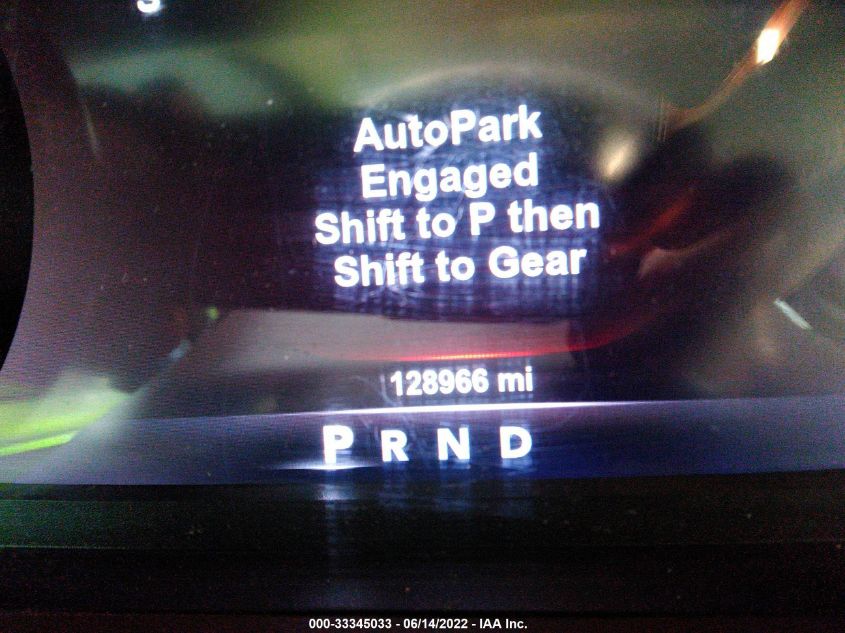 S
AutoPark
Engaged
Shift to P then
Shift to Gear
128966 mi
P R N D
000-33345033 - 06/14/2022 - IAA Inc.